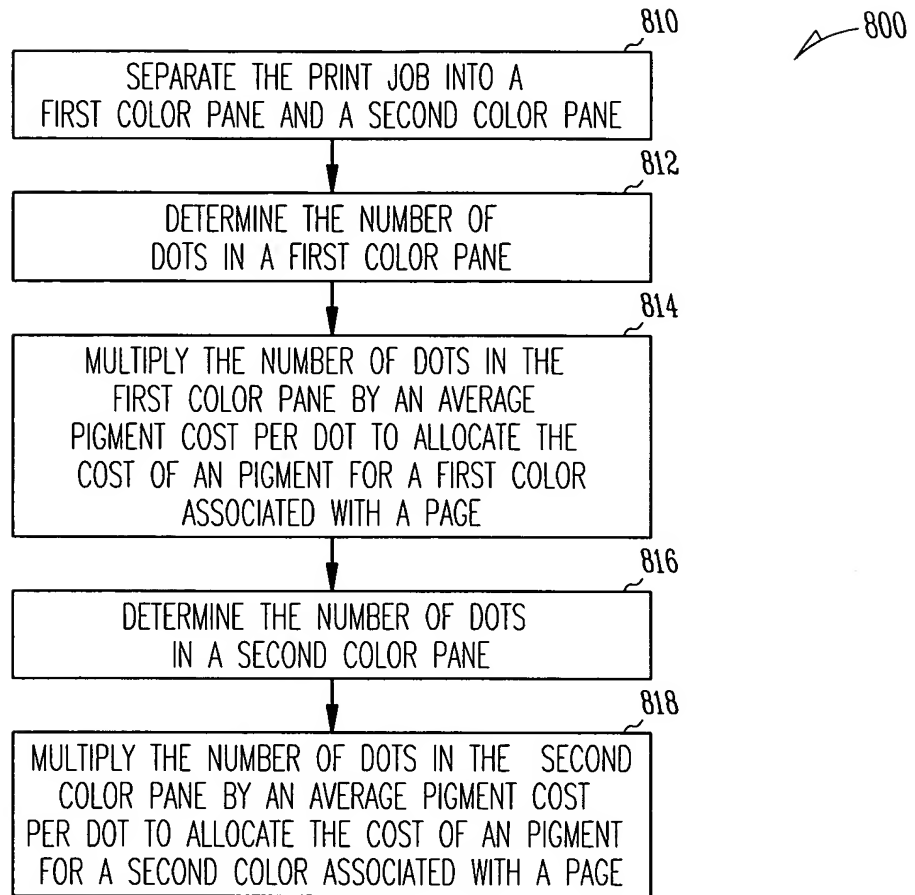 810
800
SEPARATE THE PRINT JOB INTO A
FIRST COLOR PANE AND A SECOND COLOR PANE
812
DETERMINE THE NUMBER OF
DOTS IN A FIRST COLOR PANE
814
MULTIPLY THE NUMBER OF DOTS IN THE
FIRST COLOR PANE BY AN AVERAGE
PIGMENT COST PER DOT TO ALLOCATE THE
COST OF AN PIGMENT FOR A FIRST COLOR
ASSOCIATED WITH A PAGE
816
DETERMINE THE NUMBER OF DOTS
IN A SECOND COLOR PANE
818
MULTIPLY THE NUMBER OF DOTS IN THE SECOND
COLOR PANE BY AN AVERAGE PIGMENT COST
PER DOT TO ALLOCATE THE COST OF AN PIGMENT
FOR A SECOND COLOR ASSOCIATED WITH A PAGE